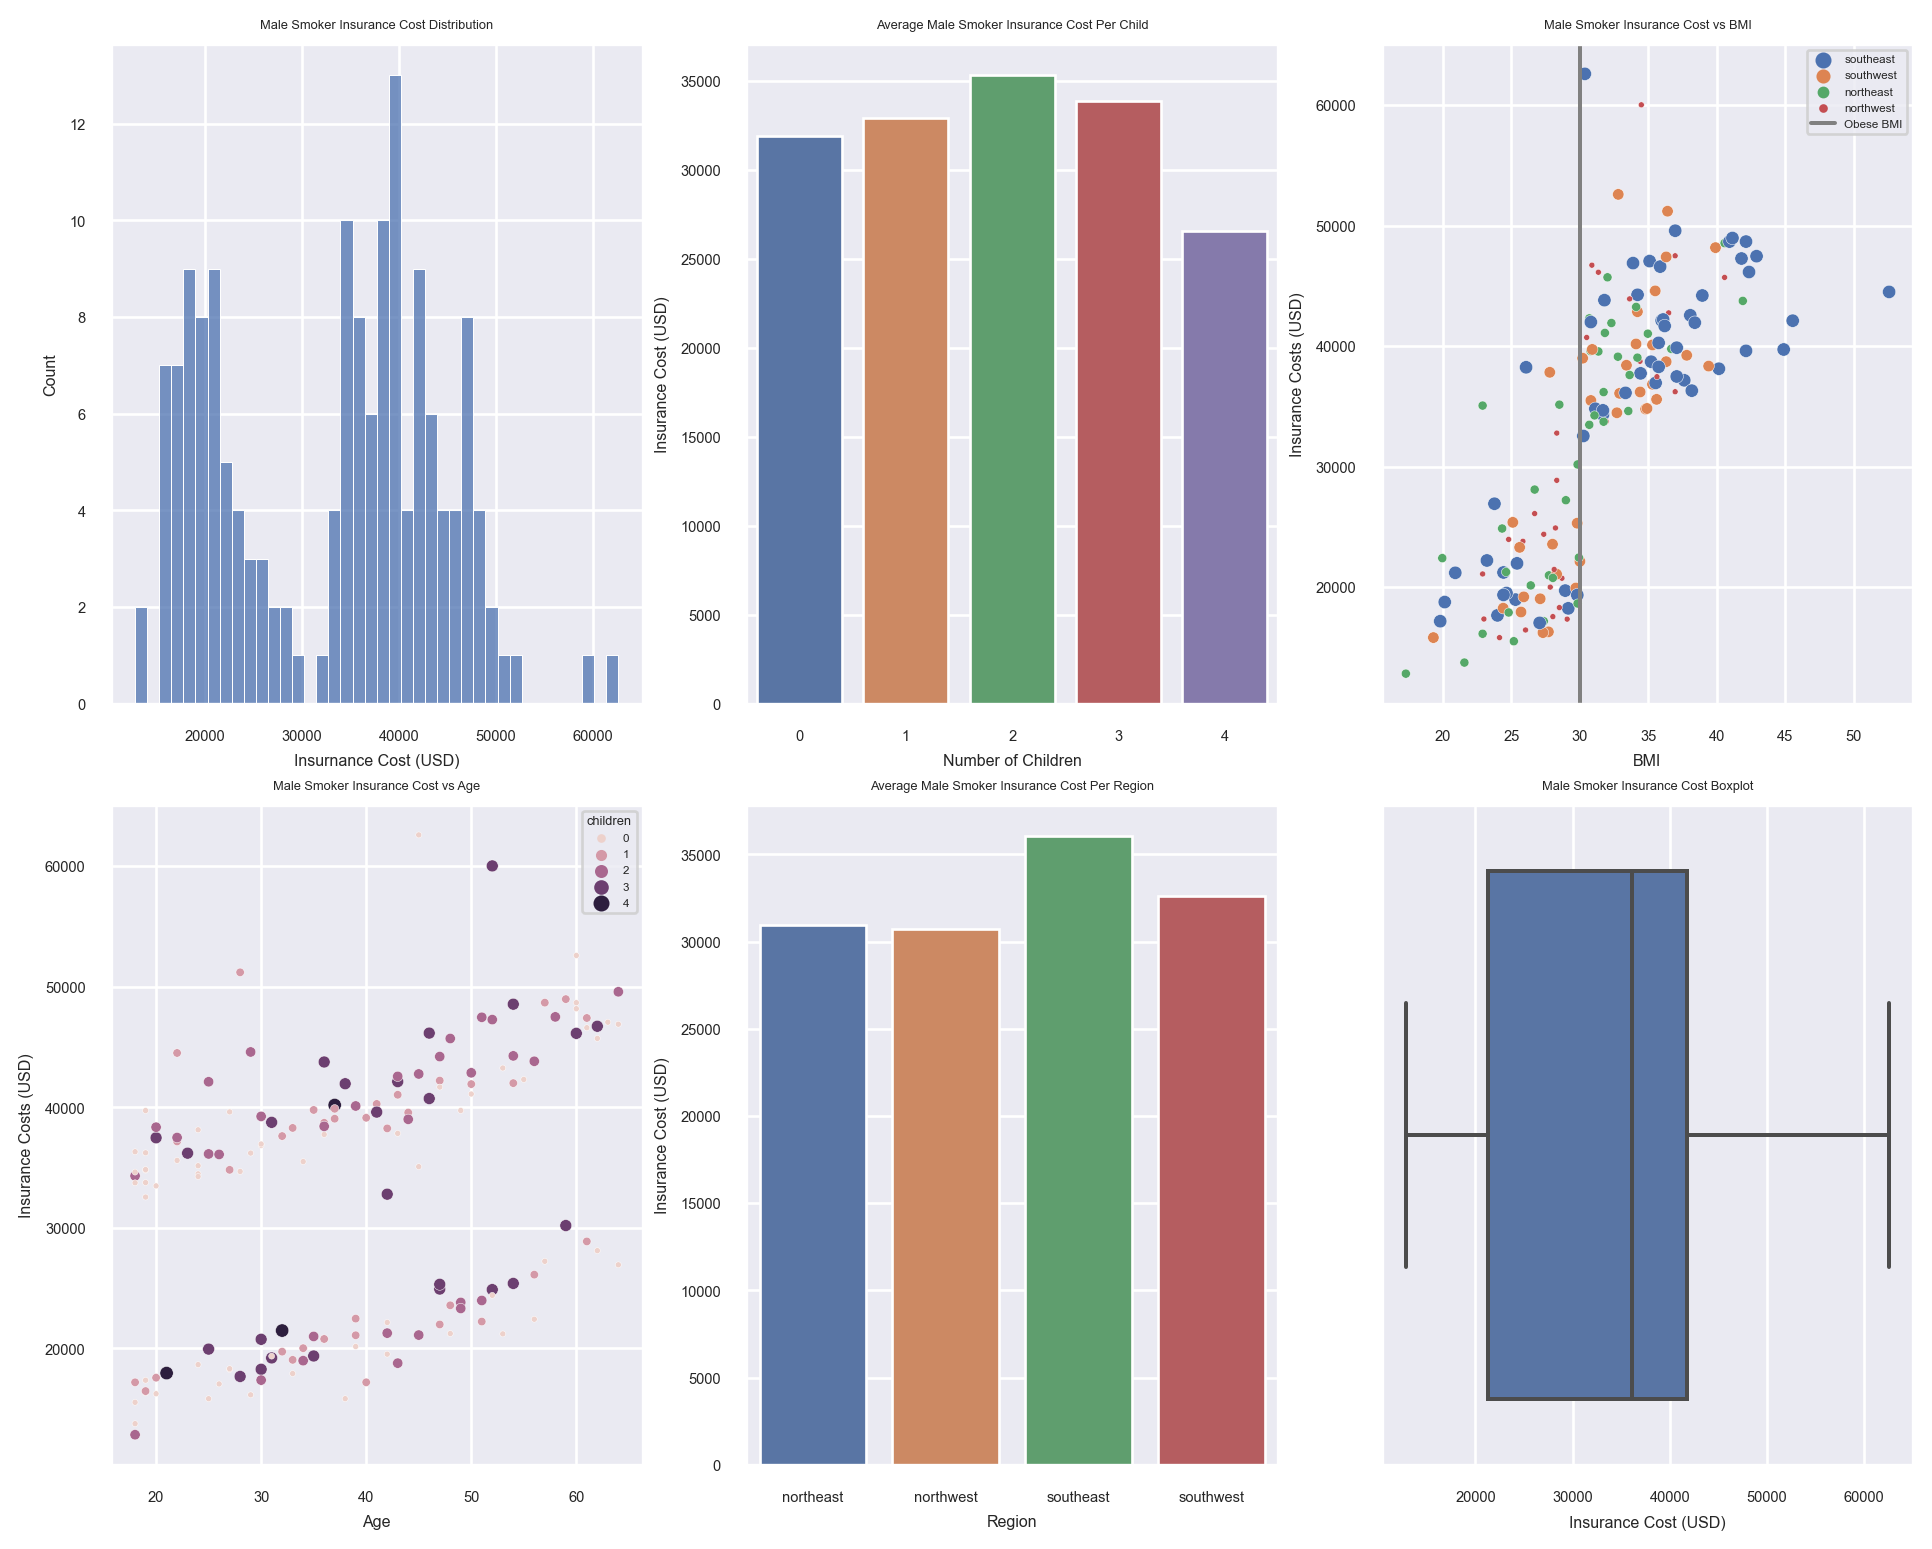 Male Smoker Insurance Cost Distribution
12
10
8
6
4
2
0
Count
20000 30000 40000 50000 60000
Insurnance Cost (USD)
Average Male Smoker Insurance Cost Per Child
35000
30000
25000
20000
15000
10000
5000
0
Insurance Cost (USD)
0 1 2 3 4
Number of Children
Male Smoker Insurance Cost vs BMI
southeast
southwest
northeast
northwest
Obese BMI
60000
50000
40000
30000
20000
Insurance Costs (USD)
20 25 30 35 40 45 50
BMI
Male Smoker Insurance Cost vs Age
children
0
1
2
3
4
60000
50000
40000
30000
20000
Insurance Costs (USD)
20 30 40 50 60
Age
Average Male Smoker Insurance Cost Per Region
35000
30000
25000
20000
15000
10000
5000
0
Insurance Cost (USD)
northeast northwest southeast southwest
Region
Male Smoker Insurance Cost Boxplot
20000 30000 40000 50000 60000
Insurance Cost (USD)